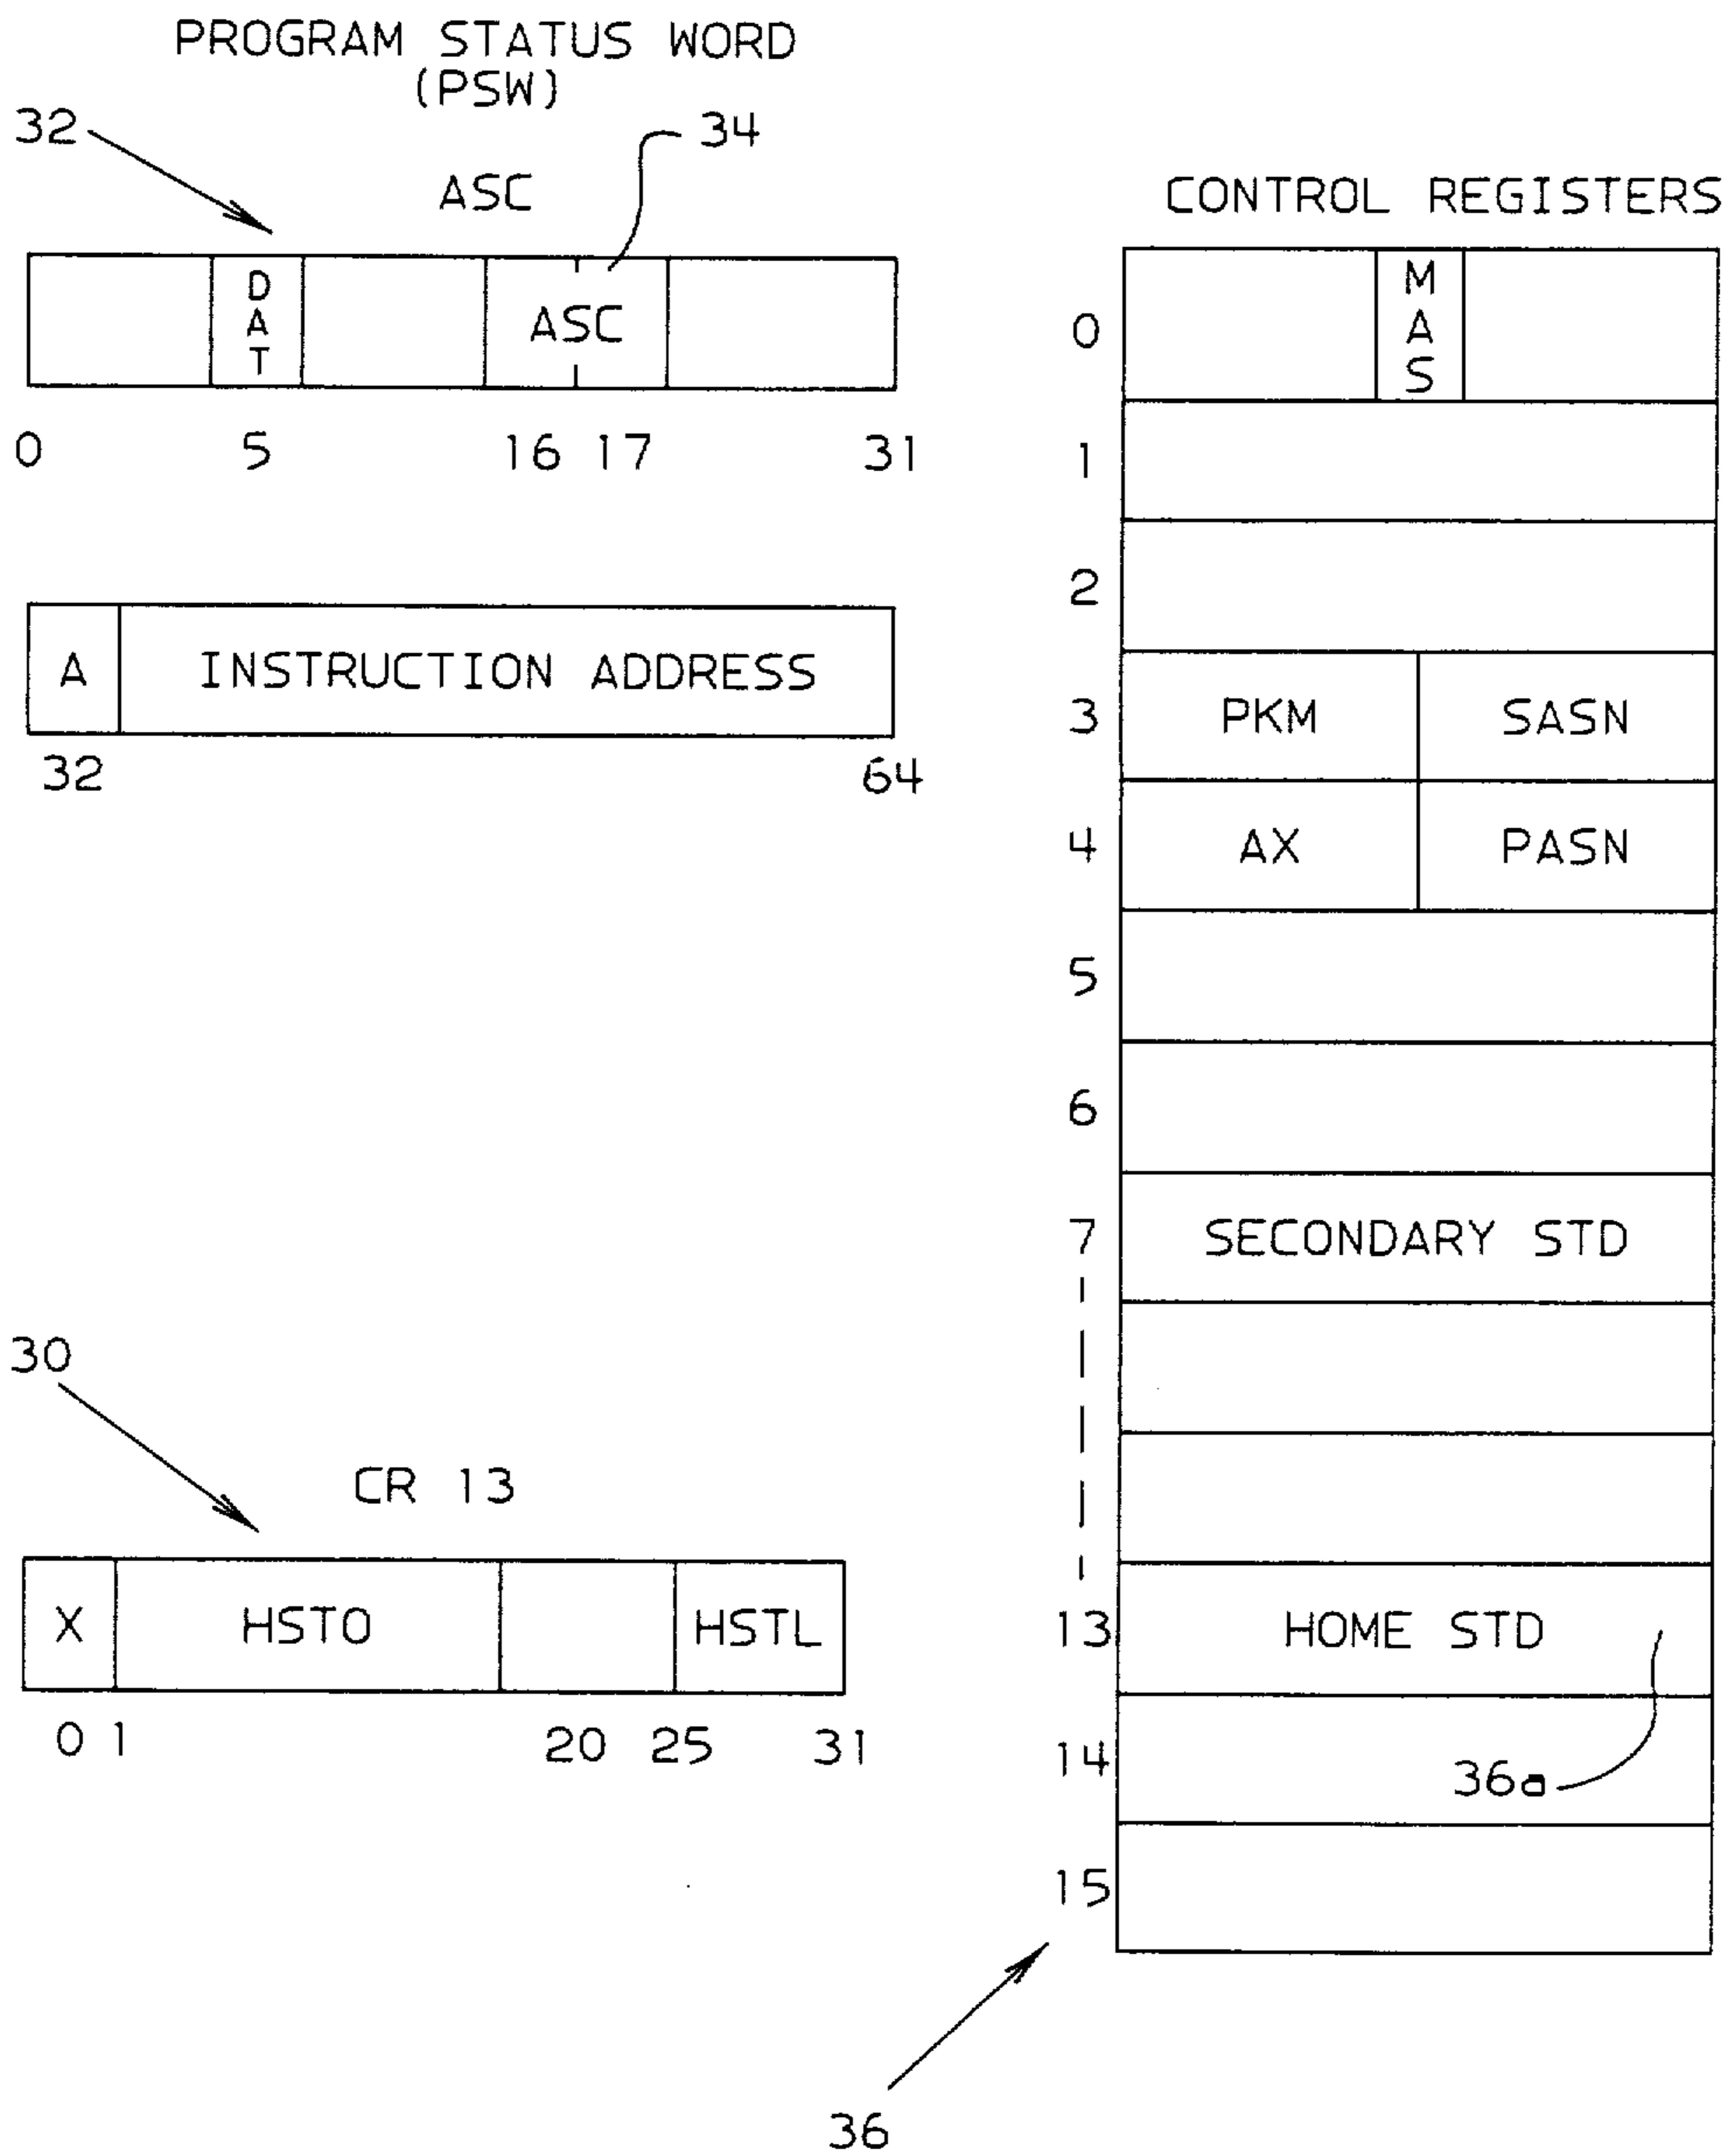 PROGRAM STATUS WORD
(PSW)
32
34
ASC
DAT
ASC
0 5 16 17 31
A INSTRUCTION ADDRESS
32 64
30
CR 13
X HSTO HSTL
0 1 20 25 31
CONTROL REGISTERS
0 MAS
1
2
3 PKM SASN
4 AX PASN
5
6
7 SECONDARY STD
13 HOME STD
14
36a
15
36